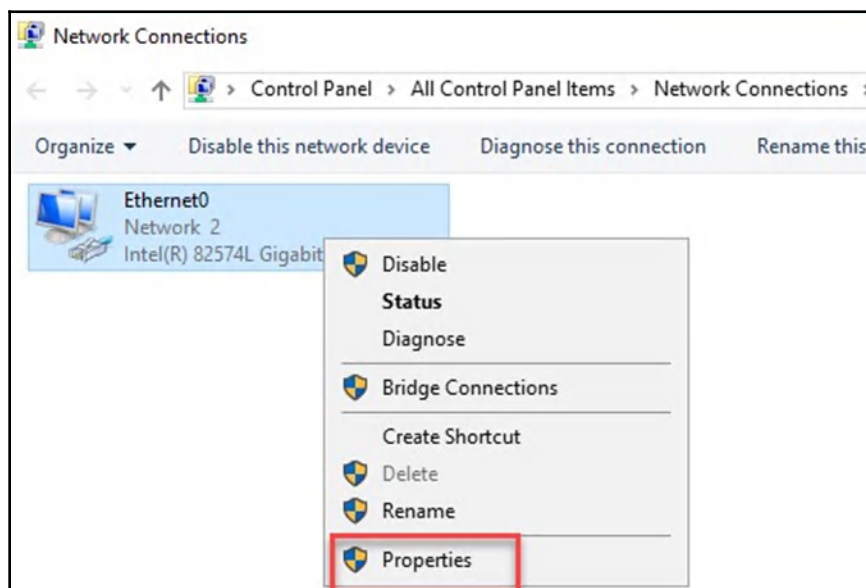 Network Connections
Control Panel > All Control Panel Items > Network Connections >
Organize Disable this network device Diagnose this connection Rename this
Ethernet0
Network 2
Intel(R) 82574L Gigabit
Disable
Status
Diagnose
Bridge Connections
Create Shortcut
Delete
Rename
Properties